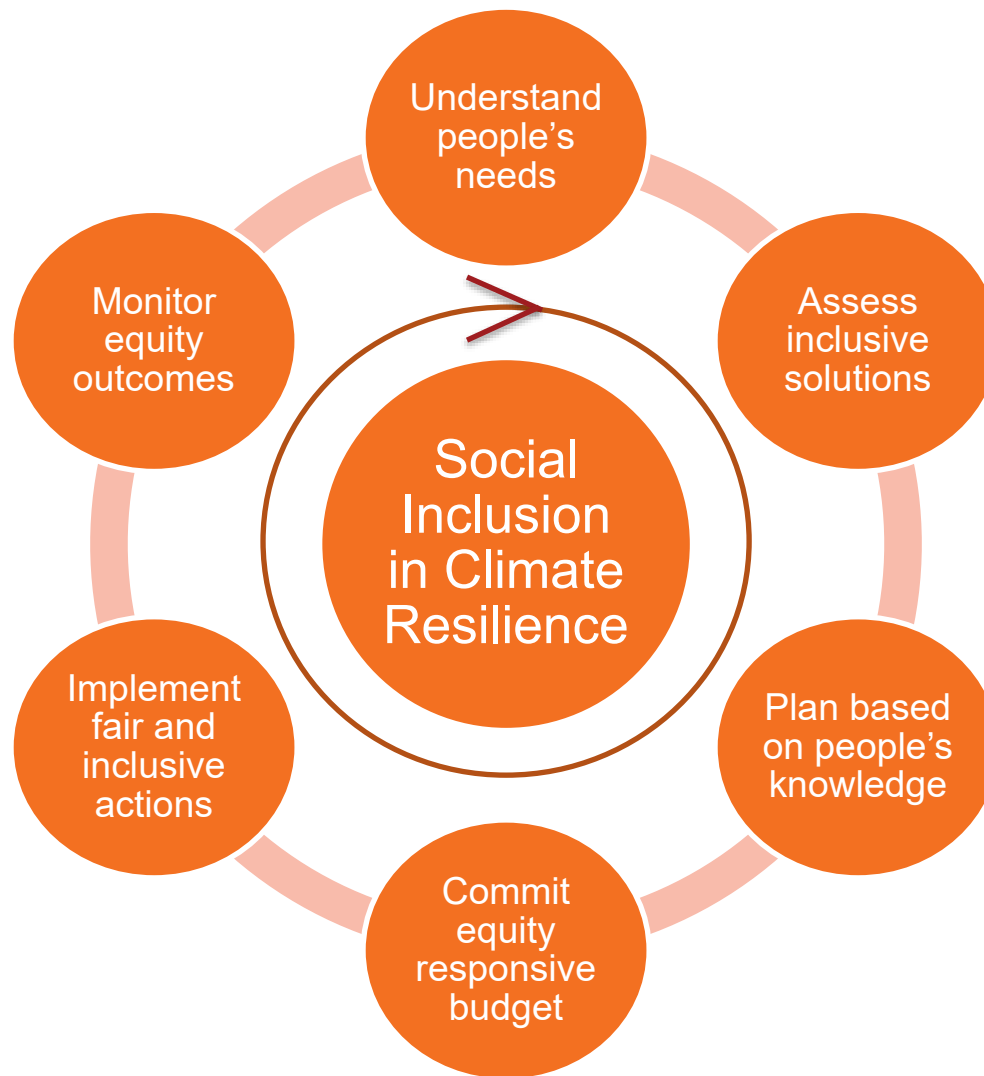 Understand
people’s
needs
Assess
inclusive
solutions
Plan based
on people’s
knowledge
Commit
equity
responsive
budget
Implement
fair and
inclusive
actions
Monitor
equity
outcomes
Social
Inclusion
in Climate
Resilience